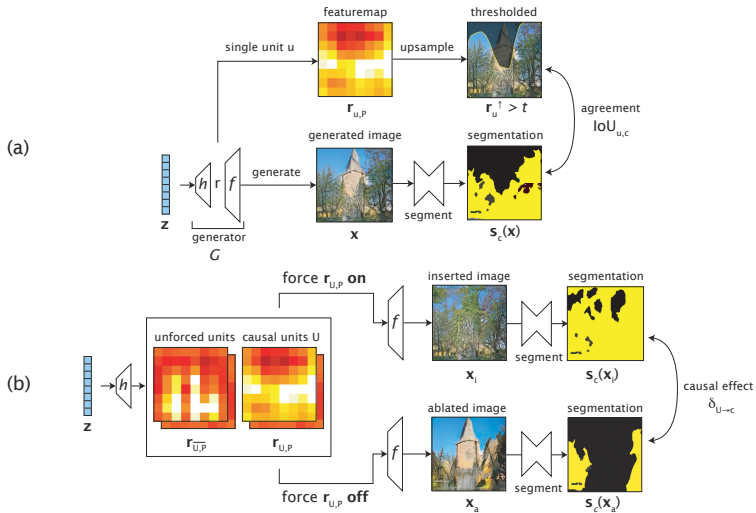 featuremap
thresholded
single unit u
upsample
r_u,P
r_u^↑ > t
agreement
IoU_u,c
(a)
generated image
segmentation
h
r
f
generate
segment
z
x
s_c(x)
generator
G
force r_U,P on
inserted image
segmentation
f
unforced units
causal units U
segment
x_i
s_c(x_i)
(b)
h
causal effect
δ_U→c
z
ablated image
segmentation
r_U̅,P̅
r_U,P
f
segment
force r_U,P off
x_a
s_c(x_a)